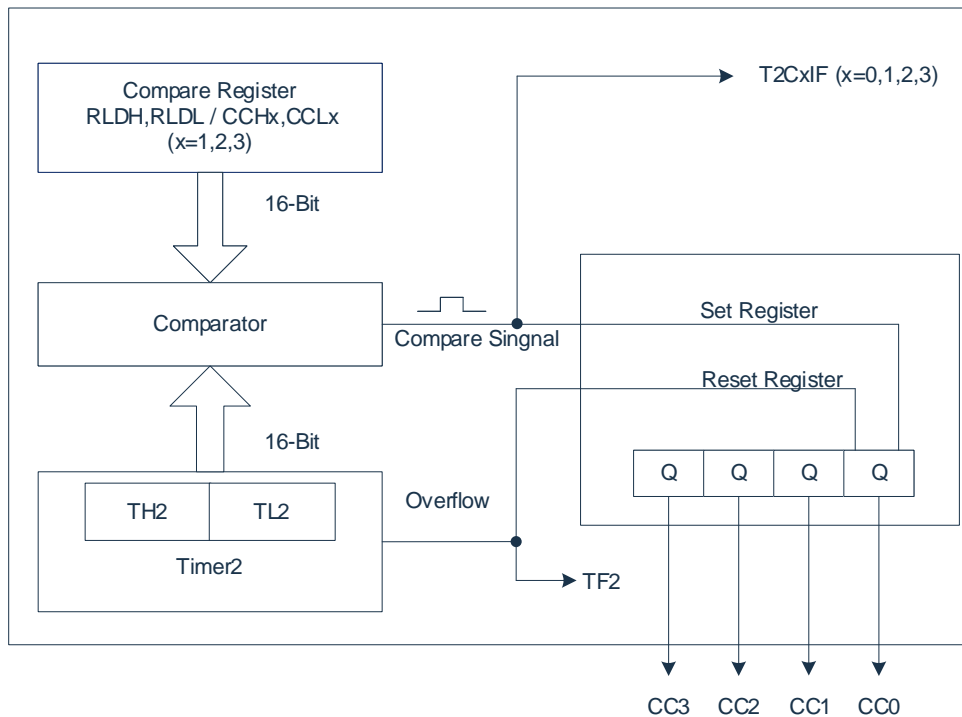 Compare Register
RLDH,RLDL / CCHx,CCLx
(x=1,2,3)
T2CxIF (x=0,1,2,3)
16-Bit
Comparator
Compare Singnal
Set Register
Reset Register
16-Bit
TH2
TL2
Timer2
Overflow
TF2
Q
Q
Q
Q
CC3
CC2
CC1
CC0